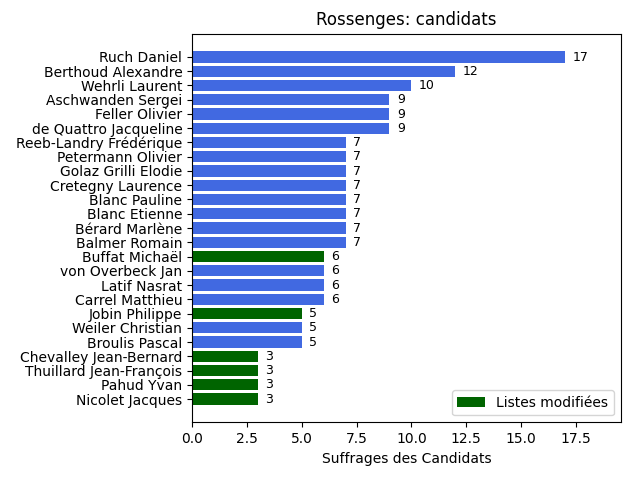 Rossenges: candidats
Ruch Daniel 17
Berthoud Alexandre 12
Wehrli Laurent 10
Aschwanden Sergei 9
Feller Olivier 9
de Quattro Jacqueline 9
Reeb-Landry Frédérique 7
Petermann Olivier 7
Golaz Grilli Elodie 7
Cretegny Laurence 7
Blanc Pauline 7
Blanc Etienne 7
Bérard Marlène 7
Balmer Romain 7
Buffat Michaël 6
von Overbeck Jan 6
Latif Nasrat 6
Carrel Matthieu 6
Jobin Philippe 5
Weiler Christian 5
Broulis Pascal 5
Chevalley Jean-Bernard 3
Thuillard Jean-François 3
Pahud Yvan 3
Nicolet Jacques 3
Listes modifiées
0.0 2.5 5.0 7.5 10.0 12.5 15.0 17.5
Suffrages des Candidats